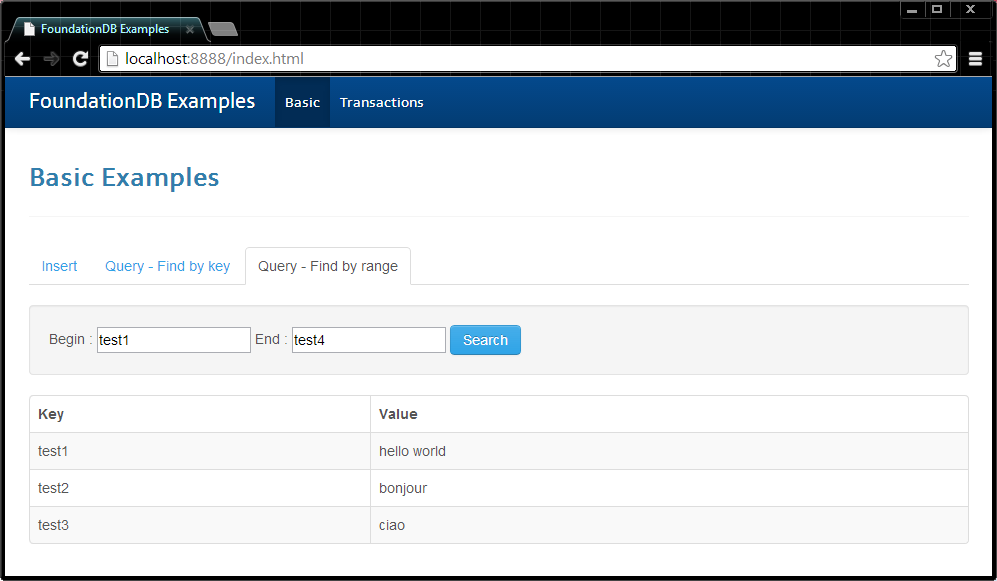 FoundationDB Examples
localhost:8888/index.html
FoundationDB Examples Basic Transactions
Basic Examples
Insert Query - Find by key Query - Find by range
Begin : test1 End : test4 Search
Key Value
test1 hello world
test2 bonjour
test3 ciao